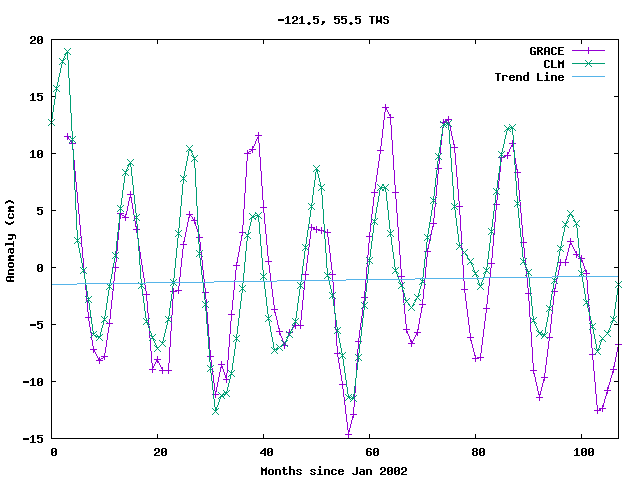 -121.5, 55.5 TWS
20
15
10
5
0
-5
-10
-15
Anomaly (cm)
GRACE
CLM
Trend Line
0 20 40 60 80 100
Months since Jan 2002